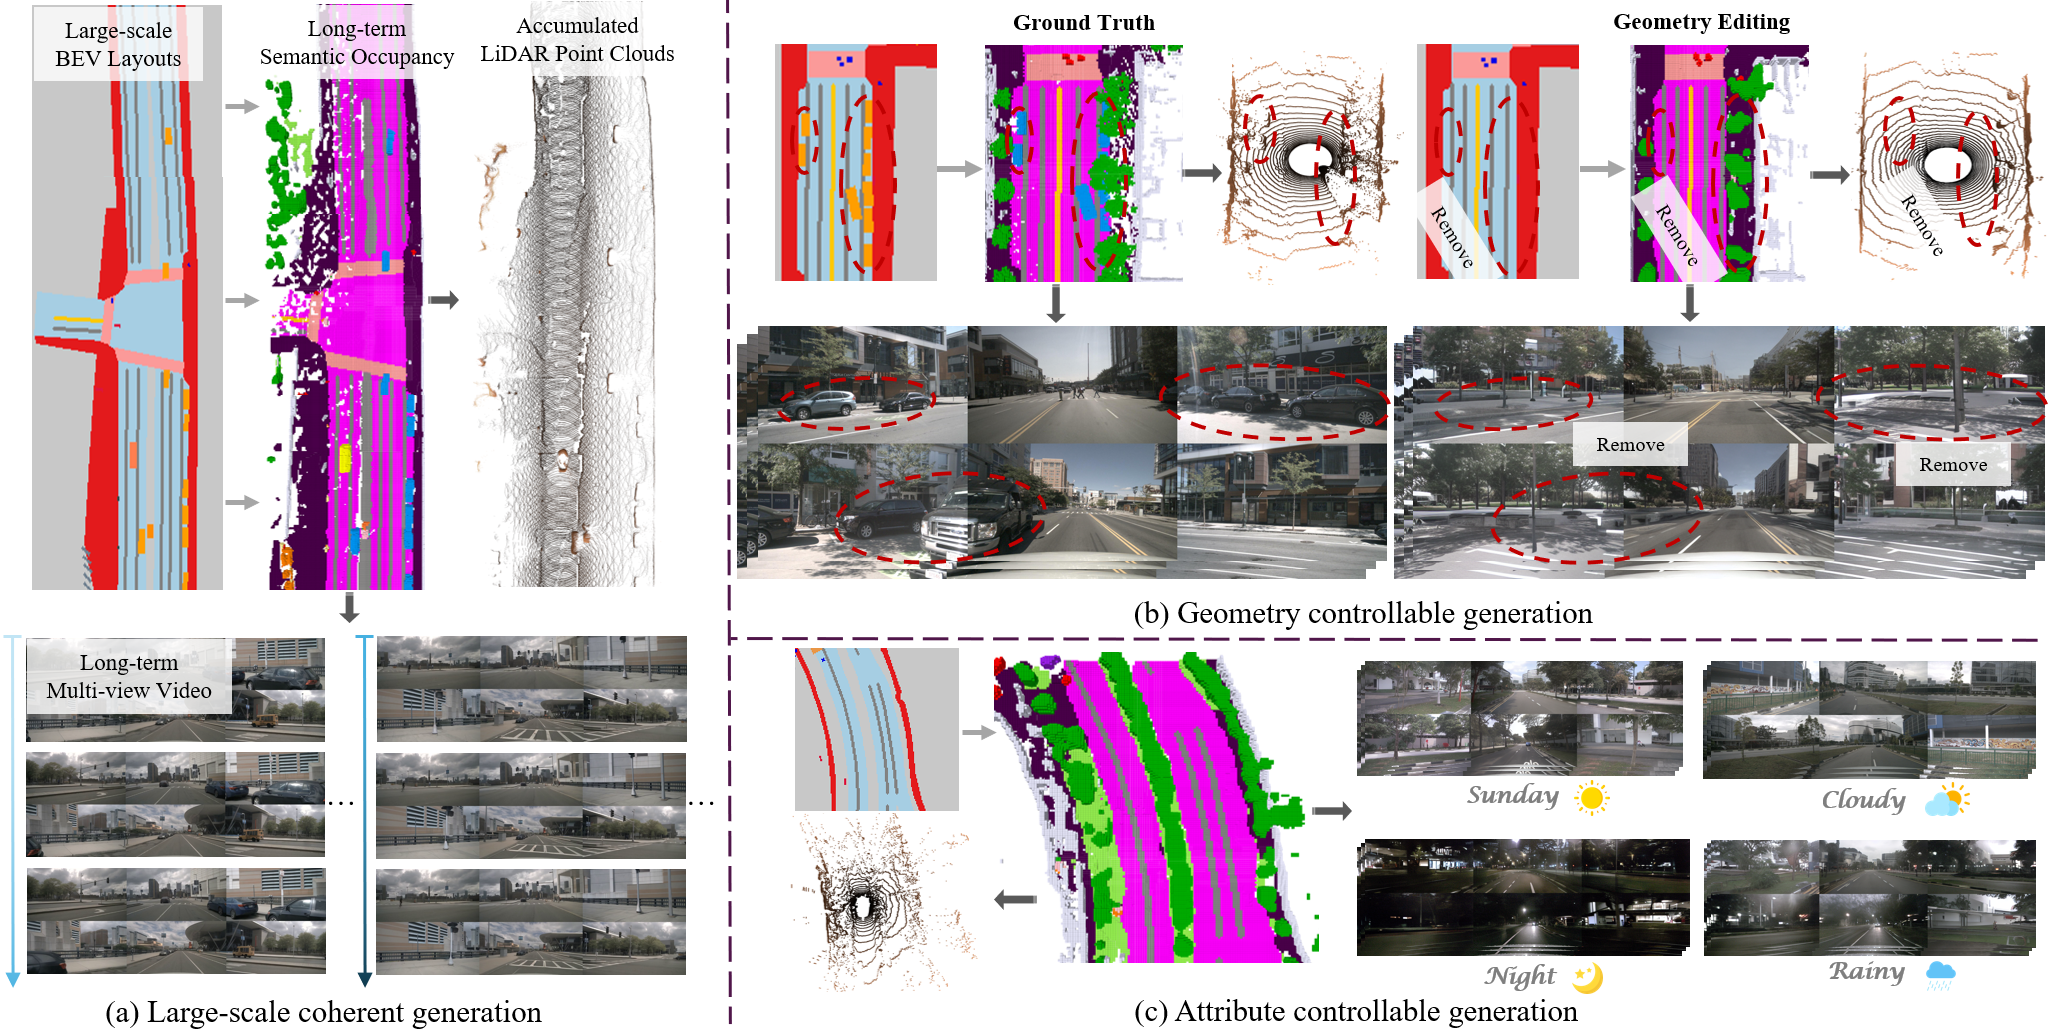 Large-scale
BEV Layouts
Long-term
Semantic Occupancy
Accumulated
LiDAR Point Clouds
Long-term
Multi-view Video
...
...
(a) Large-scale coherent generation
Ground Truth
Geometry Editing
Remove
Remove
Remove
Remove
Remove
(b) Geometry controllable generation
Sunday
Cloudy
Night
Rainy
(c) Attribute controllable generation